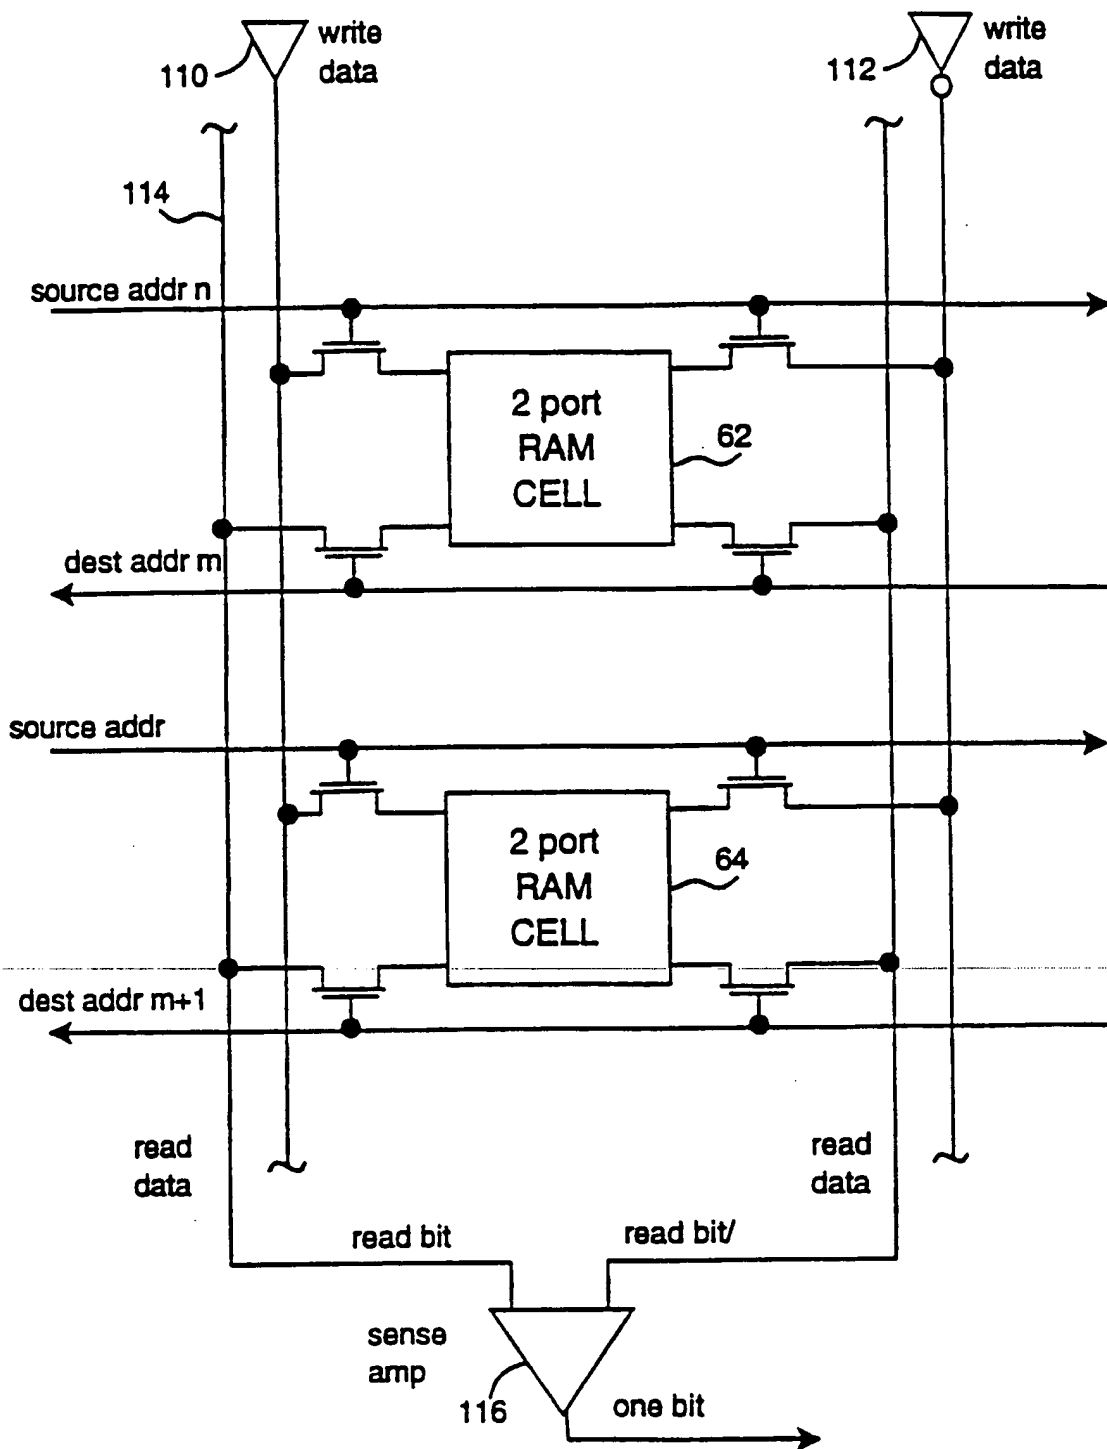 write
data
110
write
data
112
114
source addr n
2 port
RAM
CELL
62
dest addr m
source addr
2 port
RAM
CELL
64
dest addr m+1
read
data
read
data
read bit
read bit/
sense
amp
116
one bit